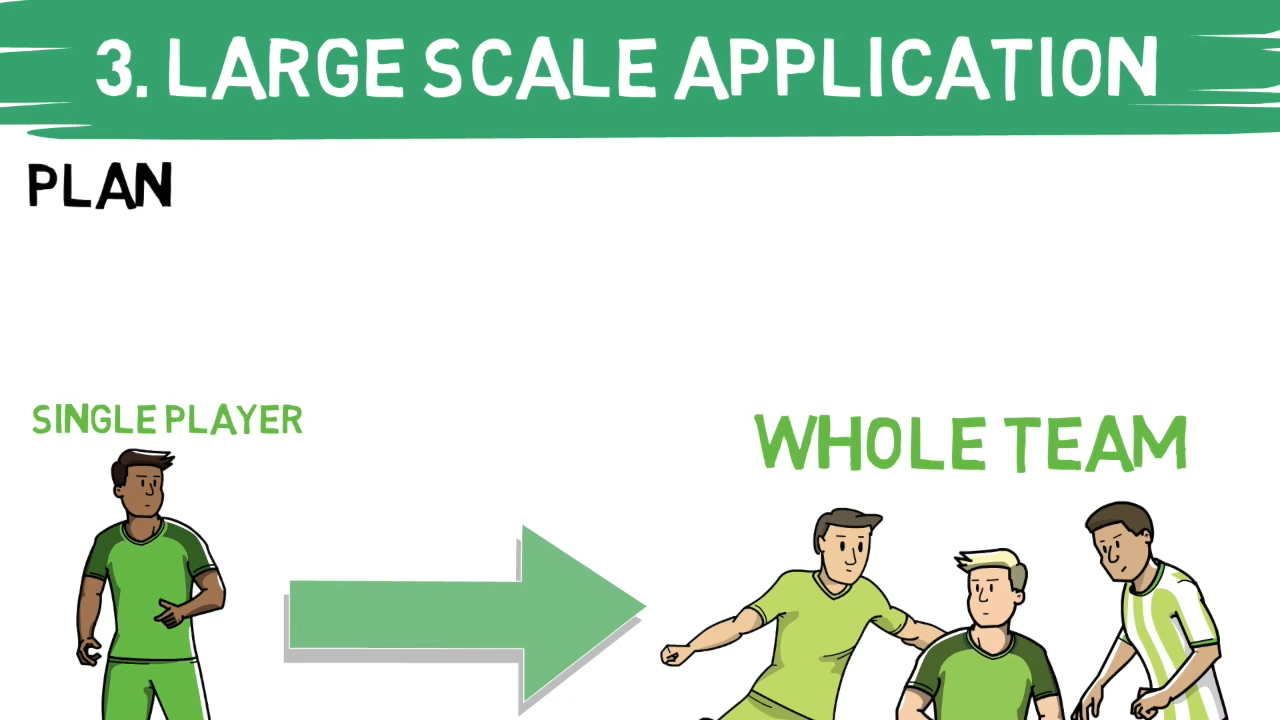 3. LARGE SCALE APPLICATION
PLAN
SINGLE PLAYER
WHOLE TEAM